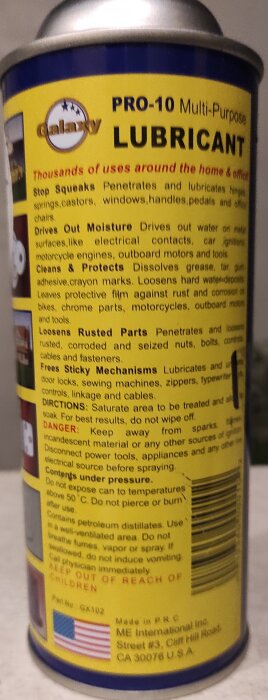 Galaxy
PRO-10 Multi-Purpose
LUBRICANT
Thousands of uses around the home & office
Stop Squeaks Penetrates and lubricates hinges,
springs,castors, windows,handles,pedals and office
chairs.
Drives Out Moisture Drives out water on metal
surfaces,like electrical contacts, car ignitions
motorcycle engines, outboard motors and tools.
Cleans & Protects Dissolves grease, tar gum
adhesive,crayon marks. Loosens hard water deposits
Leaves protective film against rust and corrosion on
bikes, chrome parts, motorcycles, outboard motors
and tools.
Loosens Rusted Parts Penetrates and loosens
rusted, corroded and seized nuts, bolts, controls
cables and fasteners.
Frees Sticky Mechanisms Lubricates and
door locks, sewing machines, zippers, typewriter
controls, linkage and cables.
DIRCTIONS: Saturate area to be treated and
soak. For best results, do not wipe off.
DANGER: Keep away from sparks,
incandescent material or any other sources of
Disconnect power tools, appliances and any other
electrical source before spraying.
Contents under pressure.
Do not expose can to temperatures
above 50 °C. Do not pierce or burn
after use.
Contains petroleum distillates. Use
in a well-ventilated area. Do not
breathe fumes, vapor or spray. If
swallowed, do not induce vomiting.
Call physician immediately.
KEEP OUT OF REACH OF
CHILDREN
Part No: GX102
Made in P.R.C
ME International Inc.
Street #3, Cliff Hill Road,
CA 30076 U.S.A.